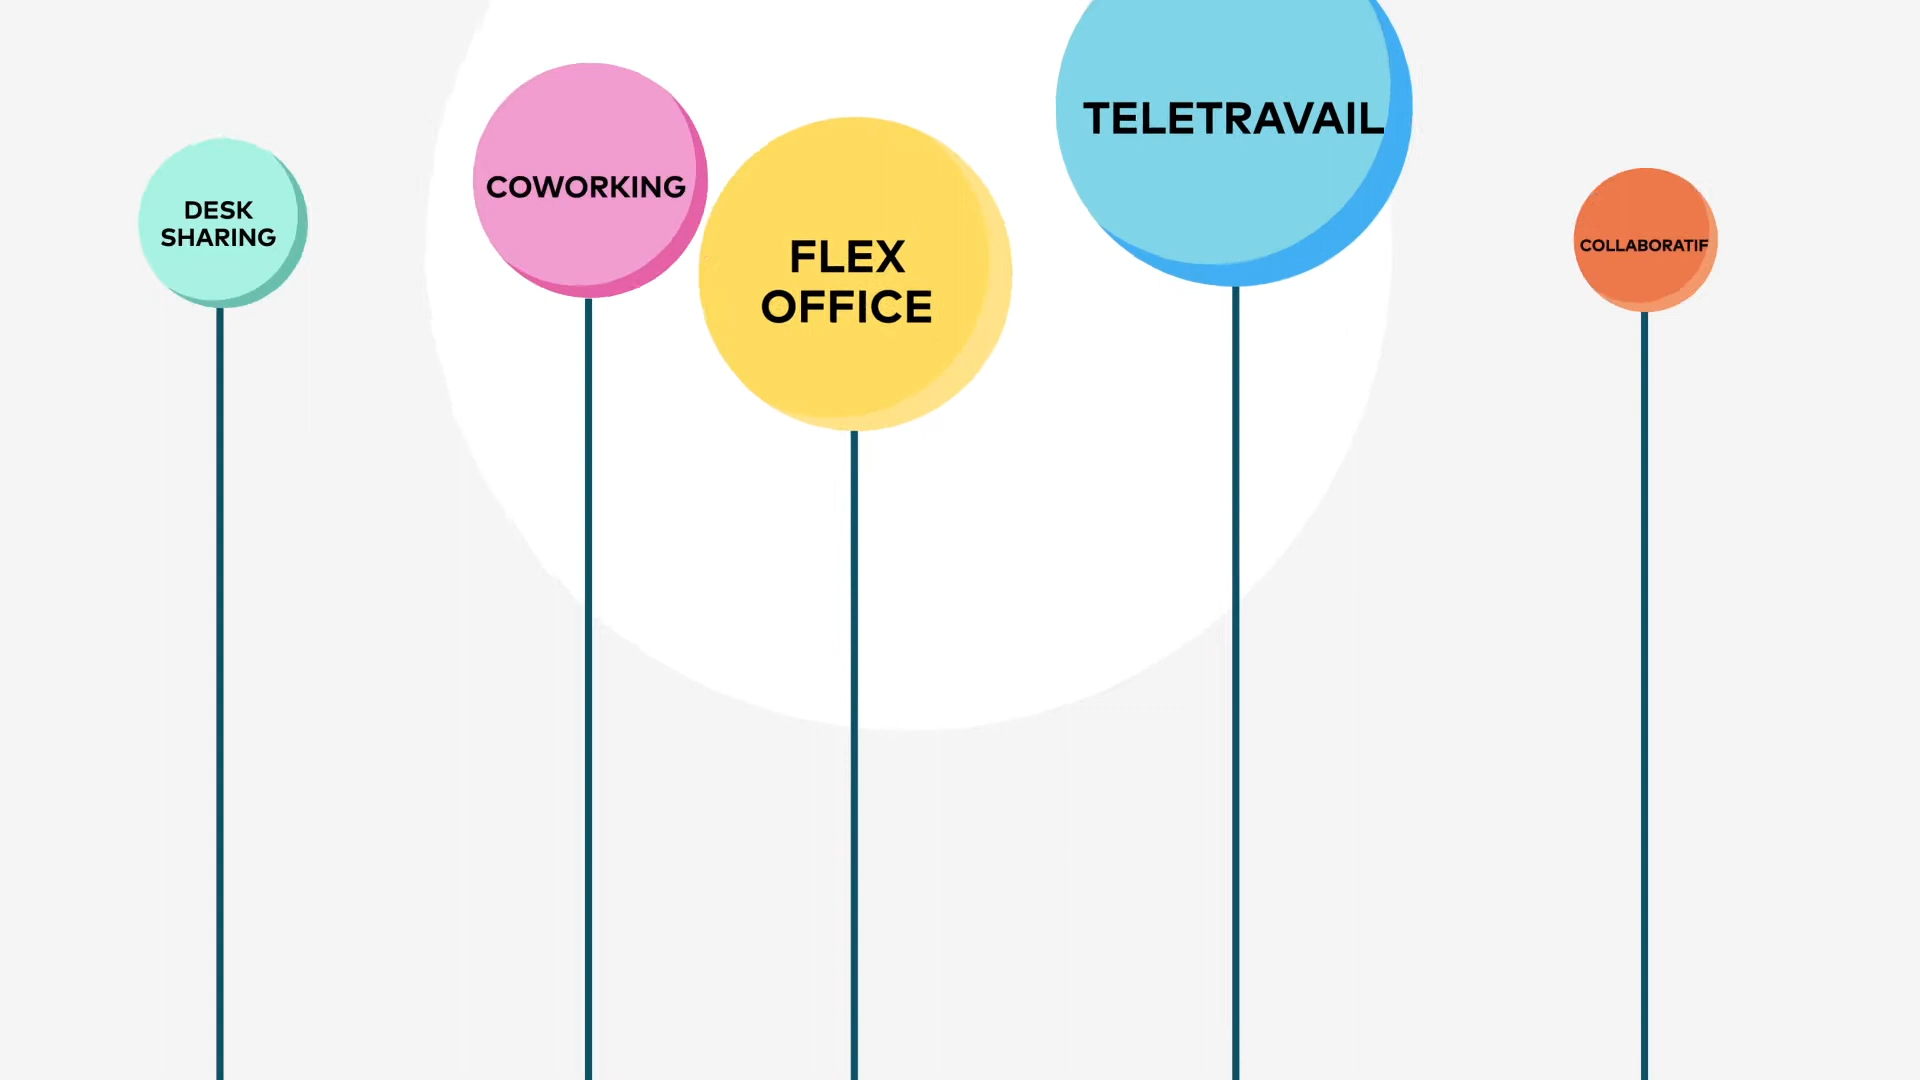 DESK
SHARING
COWORKING
FLEX
OFFICE
TELETRAVAIL
COLLABORATIF